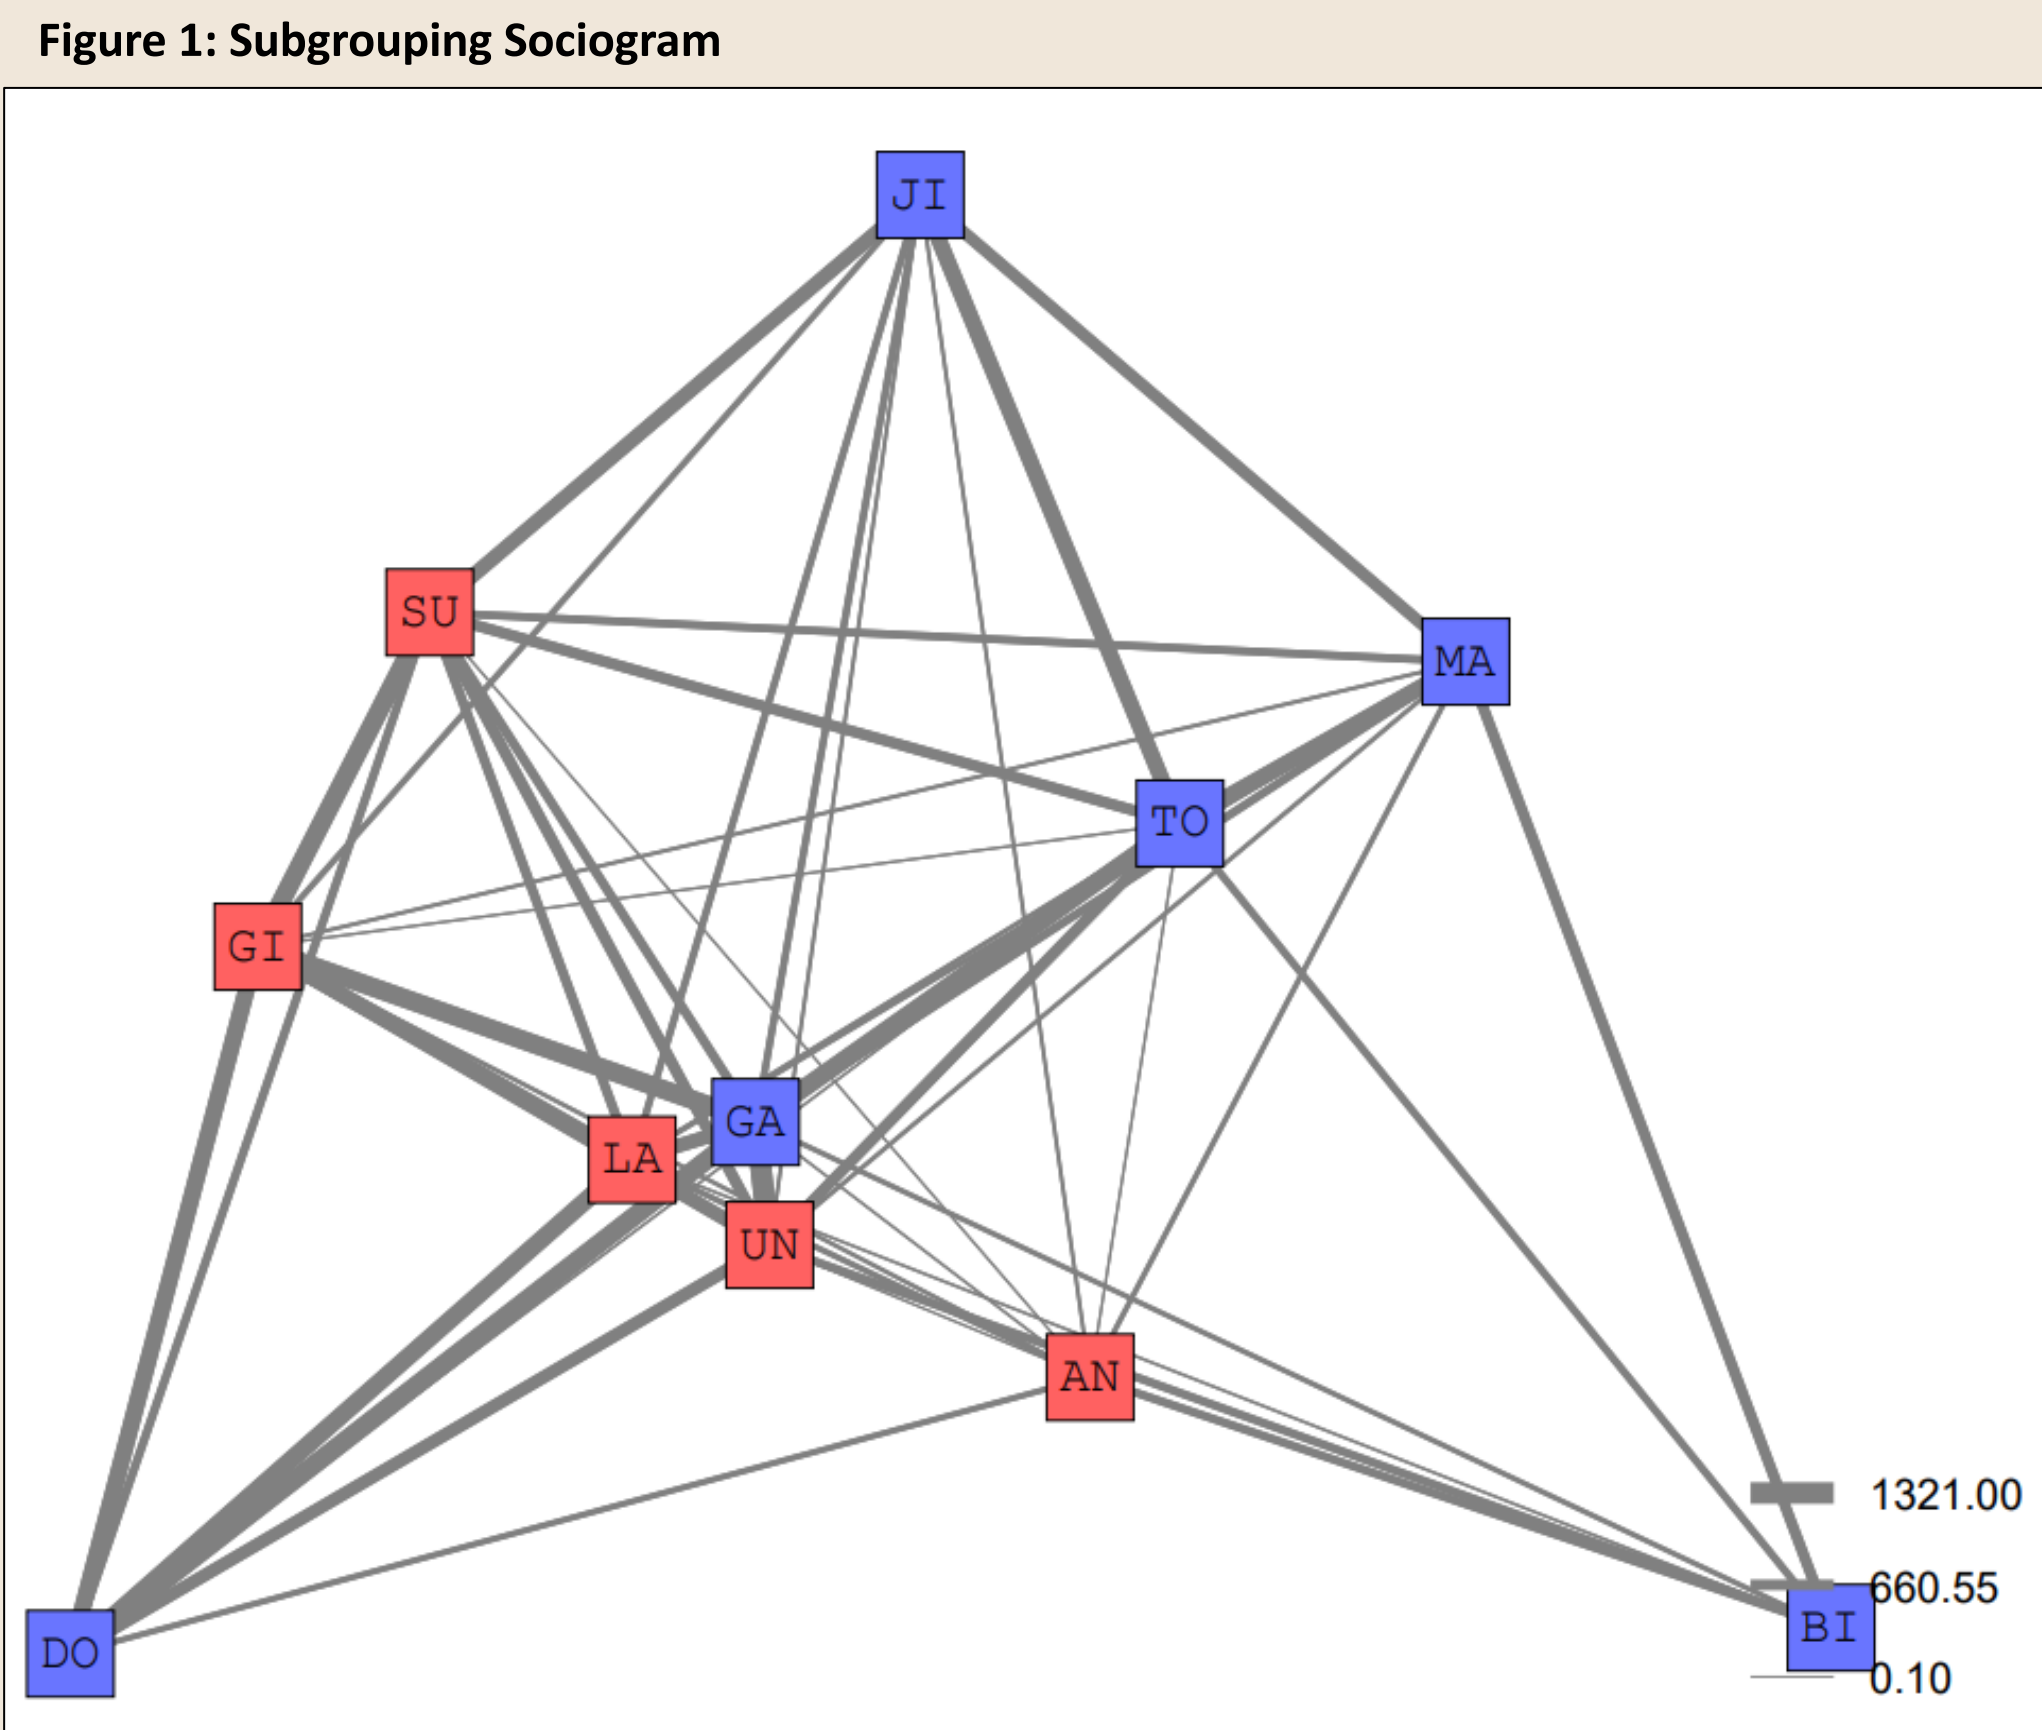 Figure 1: Subgrouping Sociogram
JI
SU
MA
TO
GI
GA
LA
UN
AN
1321.00
660.55
BI
DO
0.10